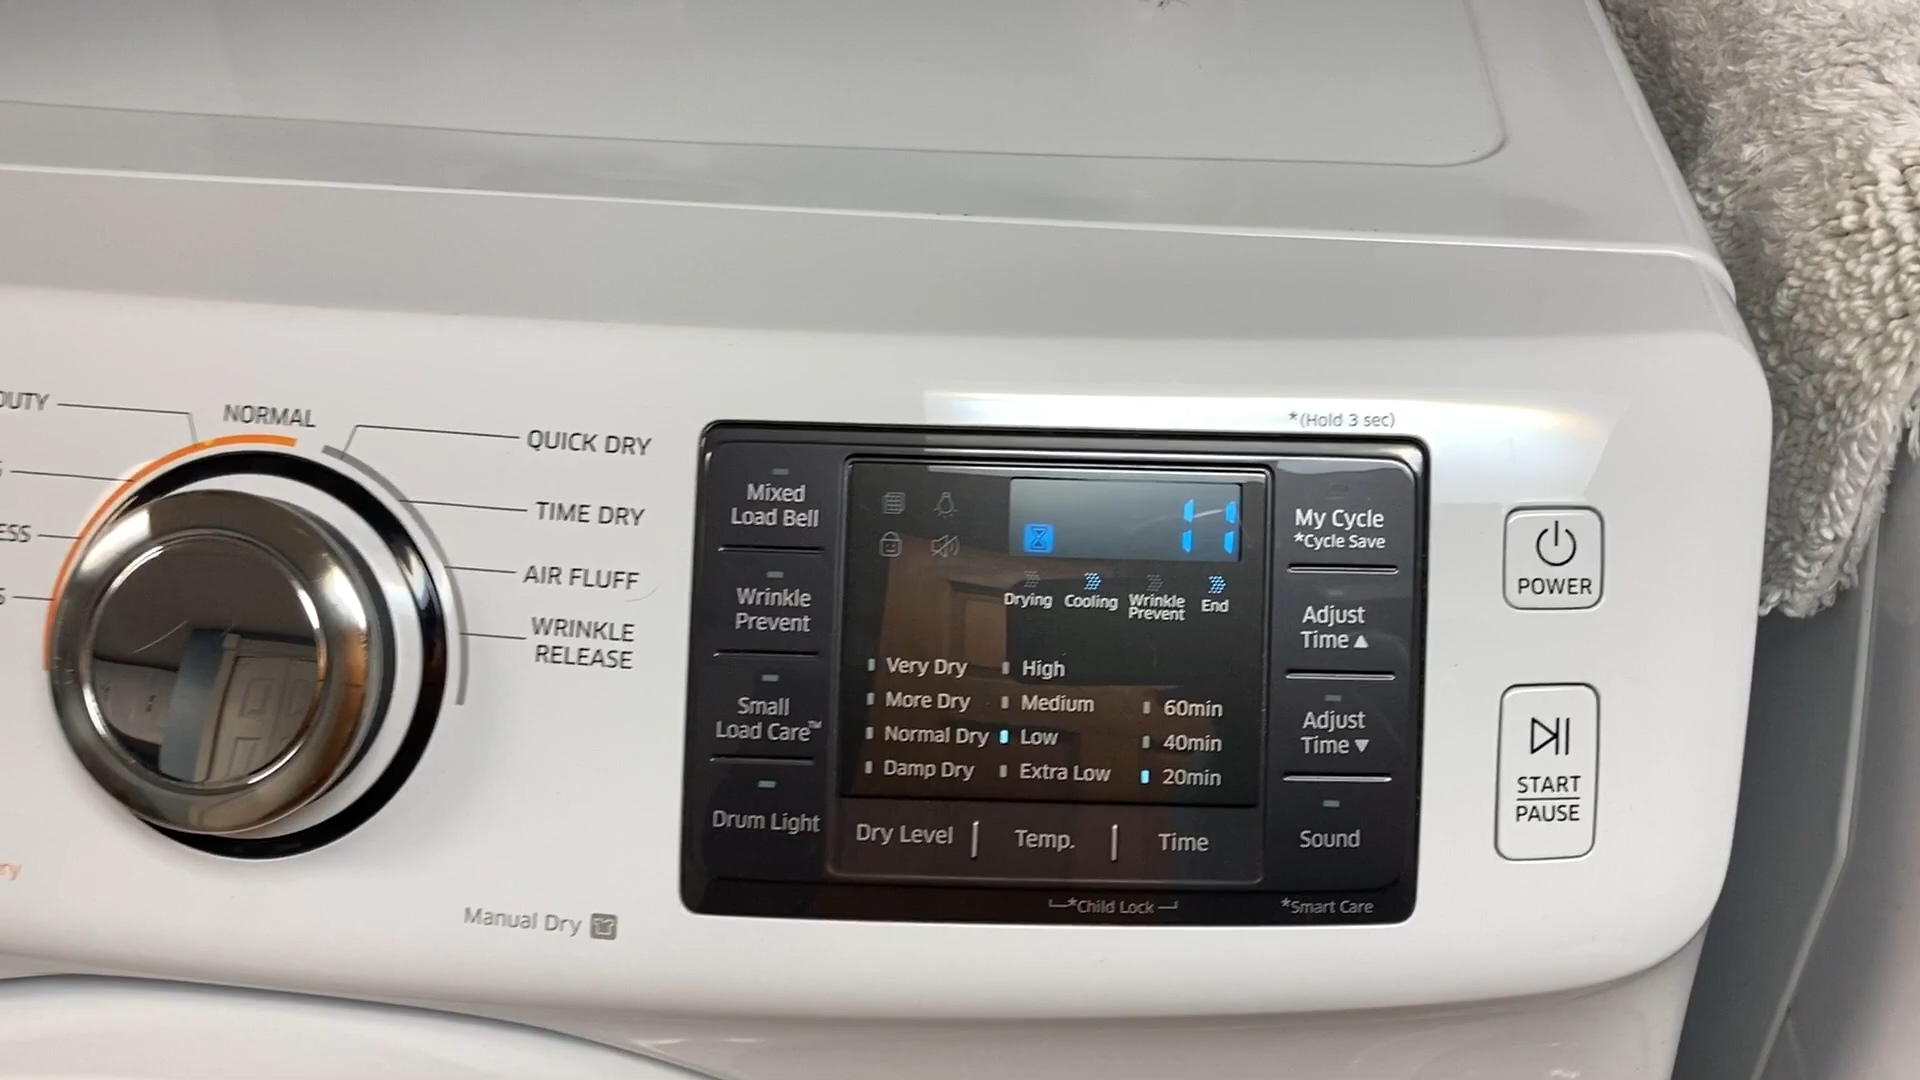 NORMAL
QUICK DRY
TIME DRY
AIR FLUFF
WRINKLE
RELEASE
Manual Dry
*(Hold 3 sec)
Mixed
Load Bell
Wrinkle
Prevent
Small
Load Care™
Drum Light
11
Drying Cooling Wrinkle Prevent End
Very Dry High
More Dry Medium 60min
Normal Dry Low 40min
Damp Dry Extra Low 20min
Dry Level Temp. Time
*Child Lock
My Cycle
*Cycle Save
Adjust
Time▲
Adjust
Time▼
Sound
*Smart Care
POWER
START
PAUSE